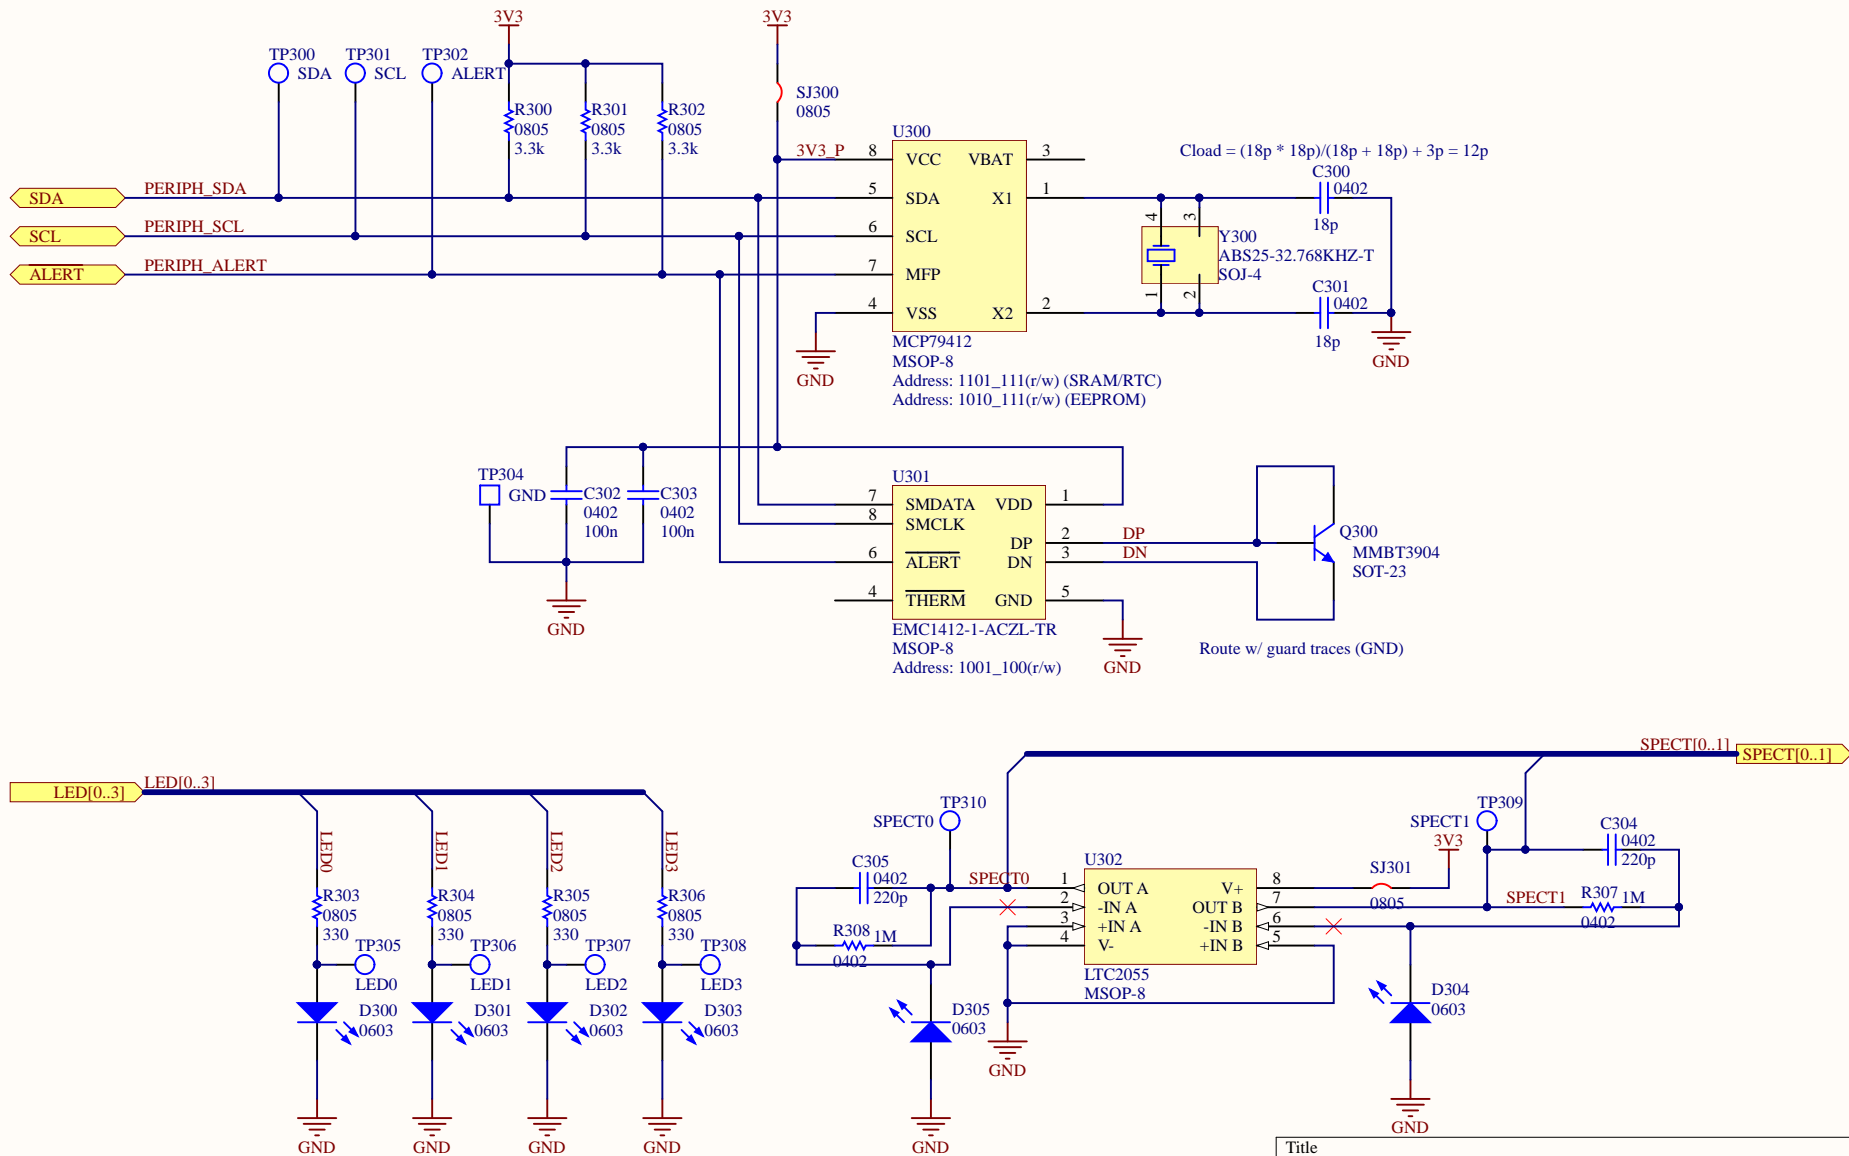 3V3
3V3
TP300
SDA
TP301
SCL
TP302
ALERT
R300
0805
3.3k
R301
0805
3.3k
R302
0805
3.3k
SJ300
0805
SDA
PERIPH_SDA
SCL
PERIPH_SCL
ALERT
PERIPH_ALERT
U300
3V3_P
8 VCC VBAT 3
5 SDA X1 1
6 SCL
7 MFP
4 VSS X2 2
GND
MCP79412
MSOP-8
Address: 1101_111(r/w) (SRAM/RTC)
Address: 1010_111(r/w) (EEPROM)
Cload = (18p * 18p)/(18p + 18p) + 3p = 12p
C300
0402
18p
4 3
Y300
ABS25-32.768KHZ-T
SOJ-4
1 2
C301
0402
18p
GND
TP304
GND
C302
0402
100n
C303
0402
100n
GND
U301
7 SMDATA VDD 1
8 SMCLK
DP 2 DP
DN 3 DN
6 ALERT
4 THERM GND 5
EMC1412-1-ACZL-TR
MSOP-8
Address: 1001_100(r/w)
GND
Q300
MMBT3904
SOT-23
Route w/ guard traces (GND)
LED[0..3]
LED[0..3]
LED0
LED1
LED2
LED3
R303
0805
330
R304
0805
330
R305
0805
330
R306
0805
330
TP305
LED0
TP306
LED1
TP307
LED2
TP308
LED3
D300
0603
D301
0603
D302
0603
D303
0603
GND
GND
GND
GND
SPECT[0..1]
SPECT[0..1]
TP310
SPECT0
C305
0402
220p
SPECT0
R308
1M
0402
U302
1 OUT A V+ 8
2 -IN A OUT B 7
3 +IN A -IN B 6
4 V- +IN B 5
LTC2055
MSOP-8
D305
0603
GND
GND
TP309
SPECT1
3V3
SJ301
0805
C304
0402
220p
SPECT1
R307
1M
0402
D304
0603
GND
Title